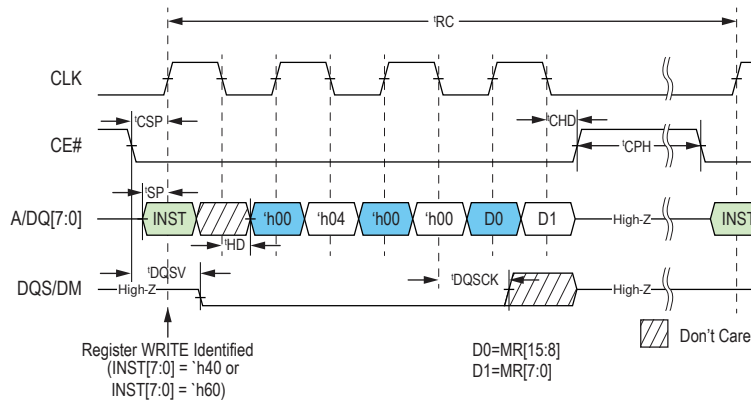 tRC
CLK
tCSP
tCHD
CE#
tCPH
tSP
A/DQ[7:0]
INST
‘h00
‘h04
‘h00
‘h00
D0
D1
High-Z
INST
tHD
tDQSV
tDQSCK
DQS/DM
High-Z
High-Z
Don't Care
Register WRITE Identified
(INST[7:0] = `h40 or
INST[7:0] = `h60)
D0=MR[15:8]
D1=MR[7:0]